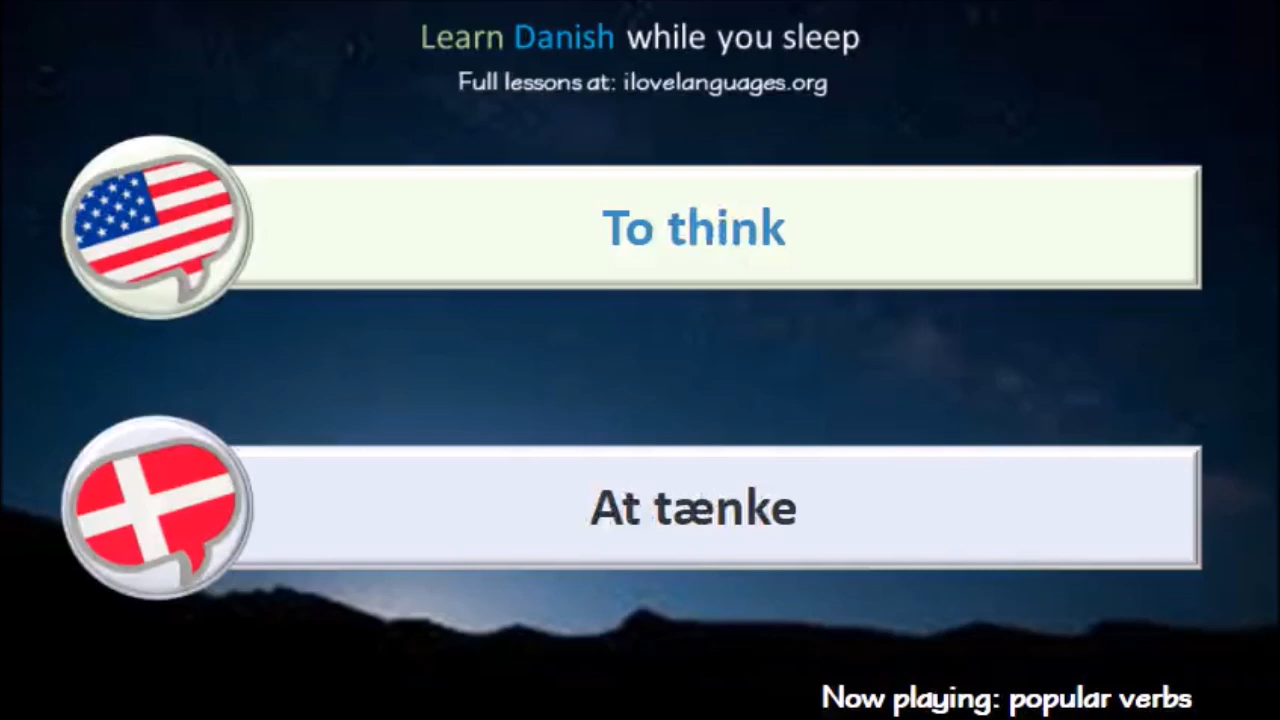 Learn Danish while you sleep
Full lessons at: ilovelanguages.org
To think
At tænke
Now playing: popular verbs